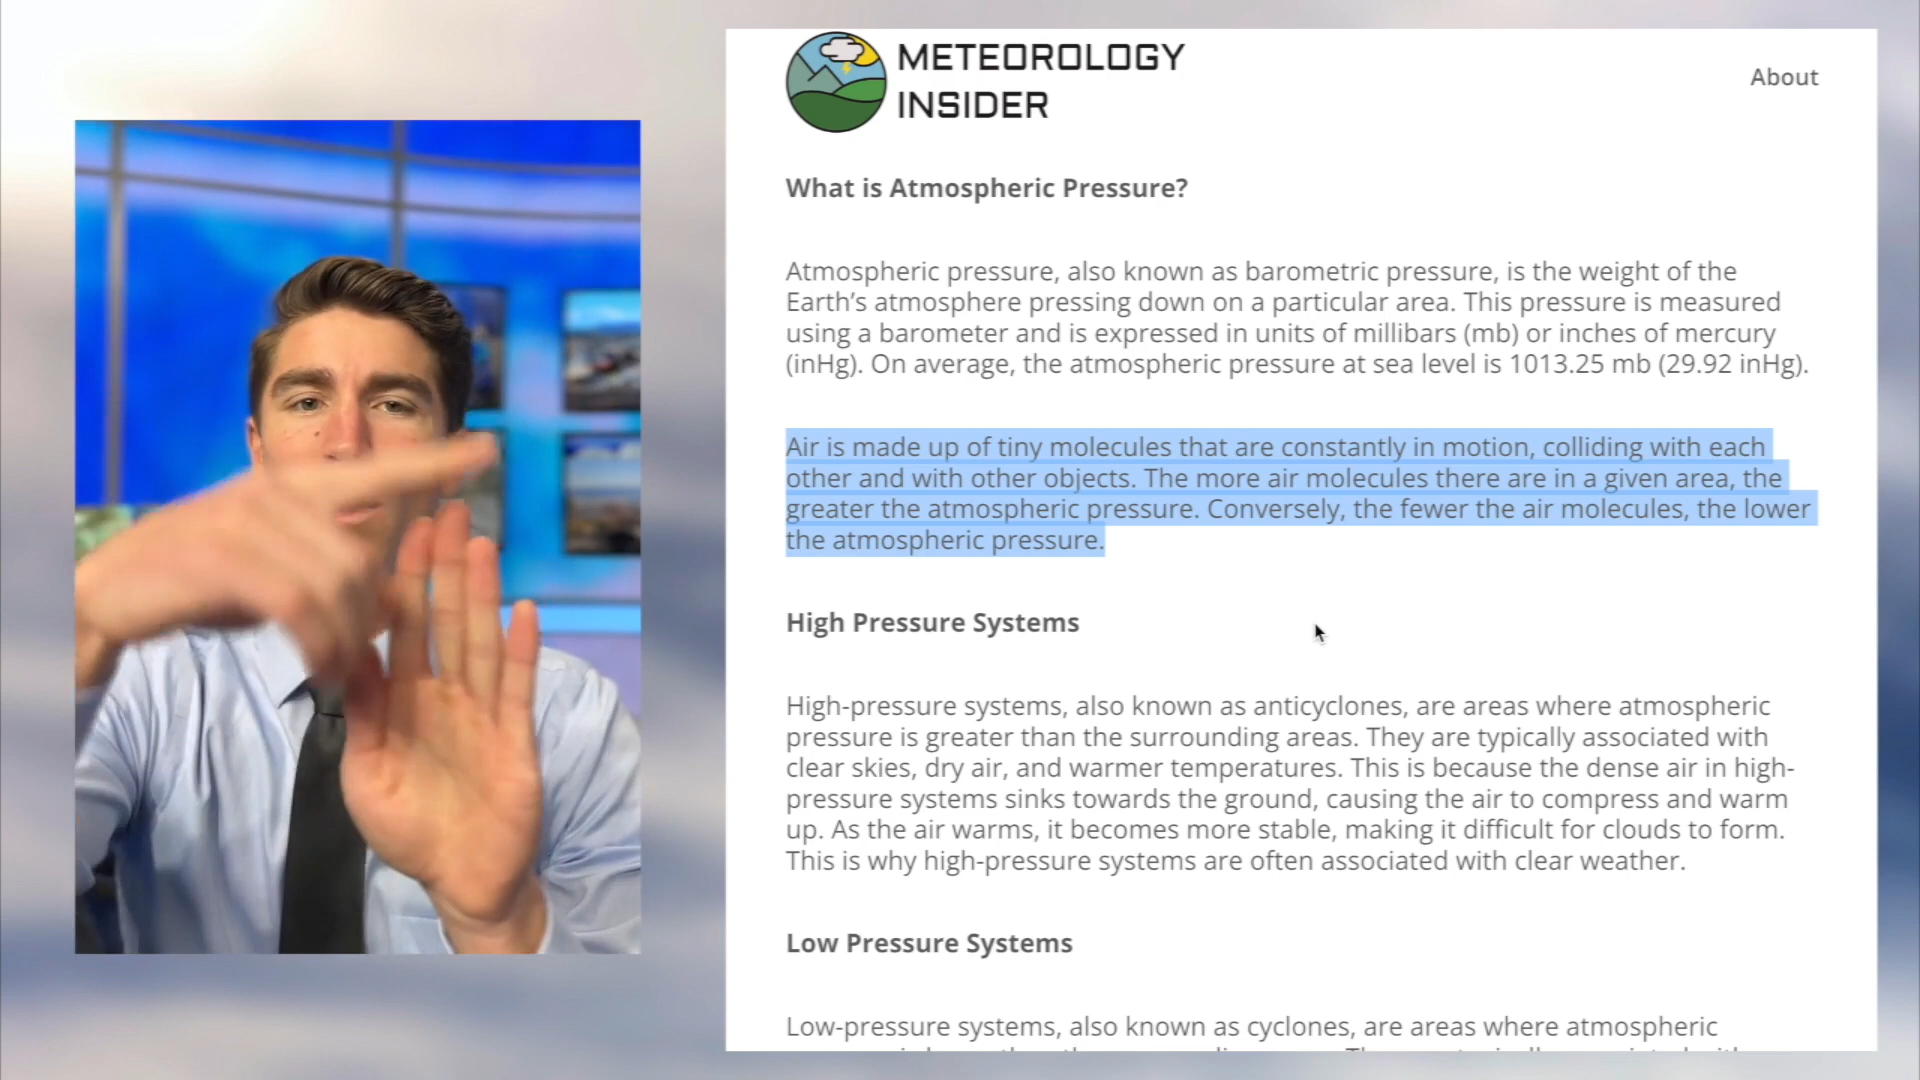 METEOROLOGY
INSIDER
About
What is Atmospheric Pressure?
Atmospheric pressure, also known as barometric pressure, is the weight of the
Earth’s atmosphere pressing down on a particular area. This pressure is measured
using a barometer and is expressed in units of millibars (mb) or inches of mercury
(inHg). On average, the atmospheric pressure at sea level is 1013.25 mb (29.92 inHg).
Air is made up of tiny molecules that are constantly in motion, colliding with each
other and with other objects. The more air molecules there are in a given area, the
greater the atmospheric pressure. Conversely, the fewer the air molecules, the lower
the atmospheric pressure.
High Pressure Systems
High-pressure systems, also known as anticyclones, are areas where atmospheric
pressure is greater than the surrounding areas. They are typically associated with
clear skies, dry air, and warmer temperatures. This is because the dense air in high-
pressure systems sinks towards the ground, causing the air to compress and warm
up. As the air warms, it becomes more stable, making it difficult for clouds to form.
This is why high-pressure systems are often associated with clear weather.
Low Pressure Systems
Low-pressure systems, also known as cyclones, are areas where atmospheric